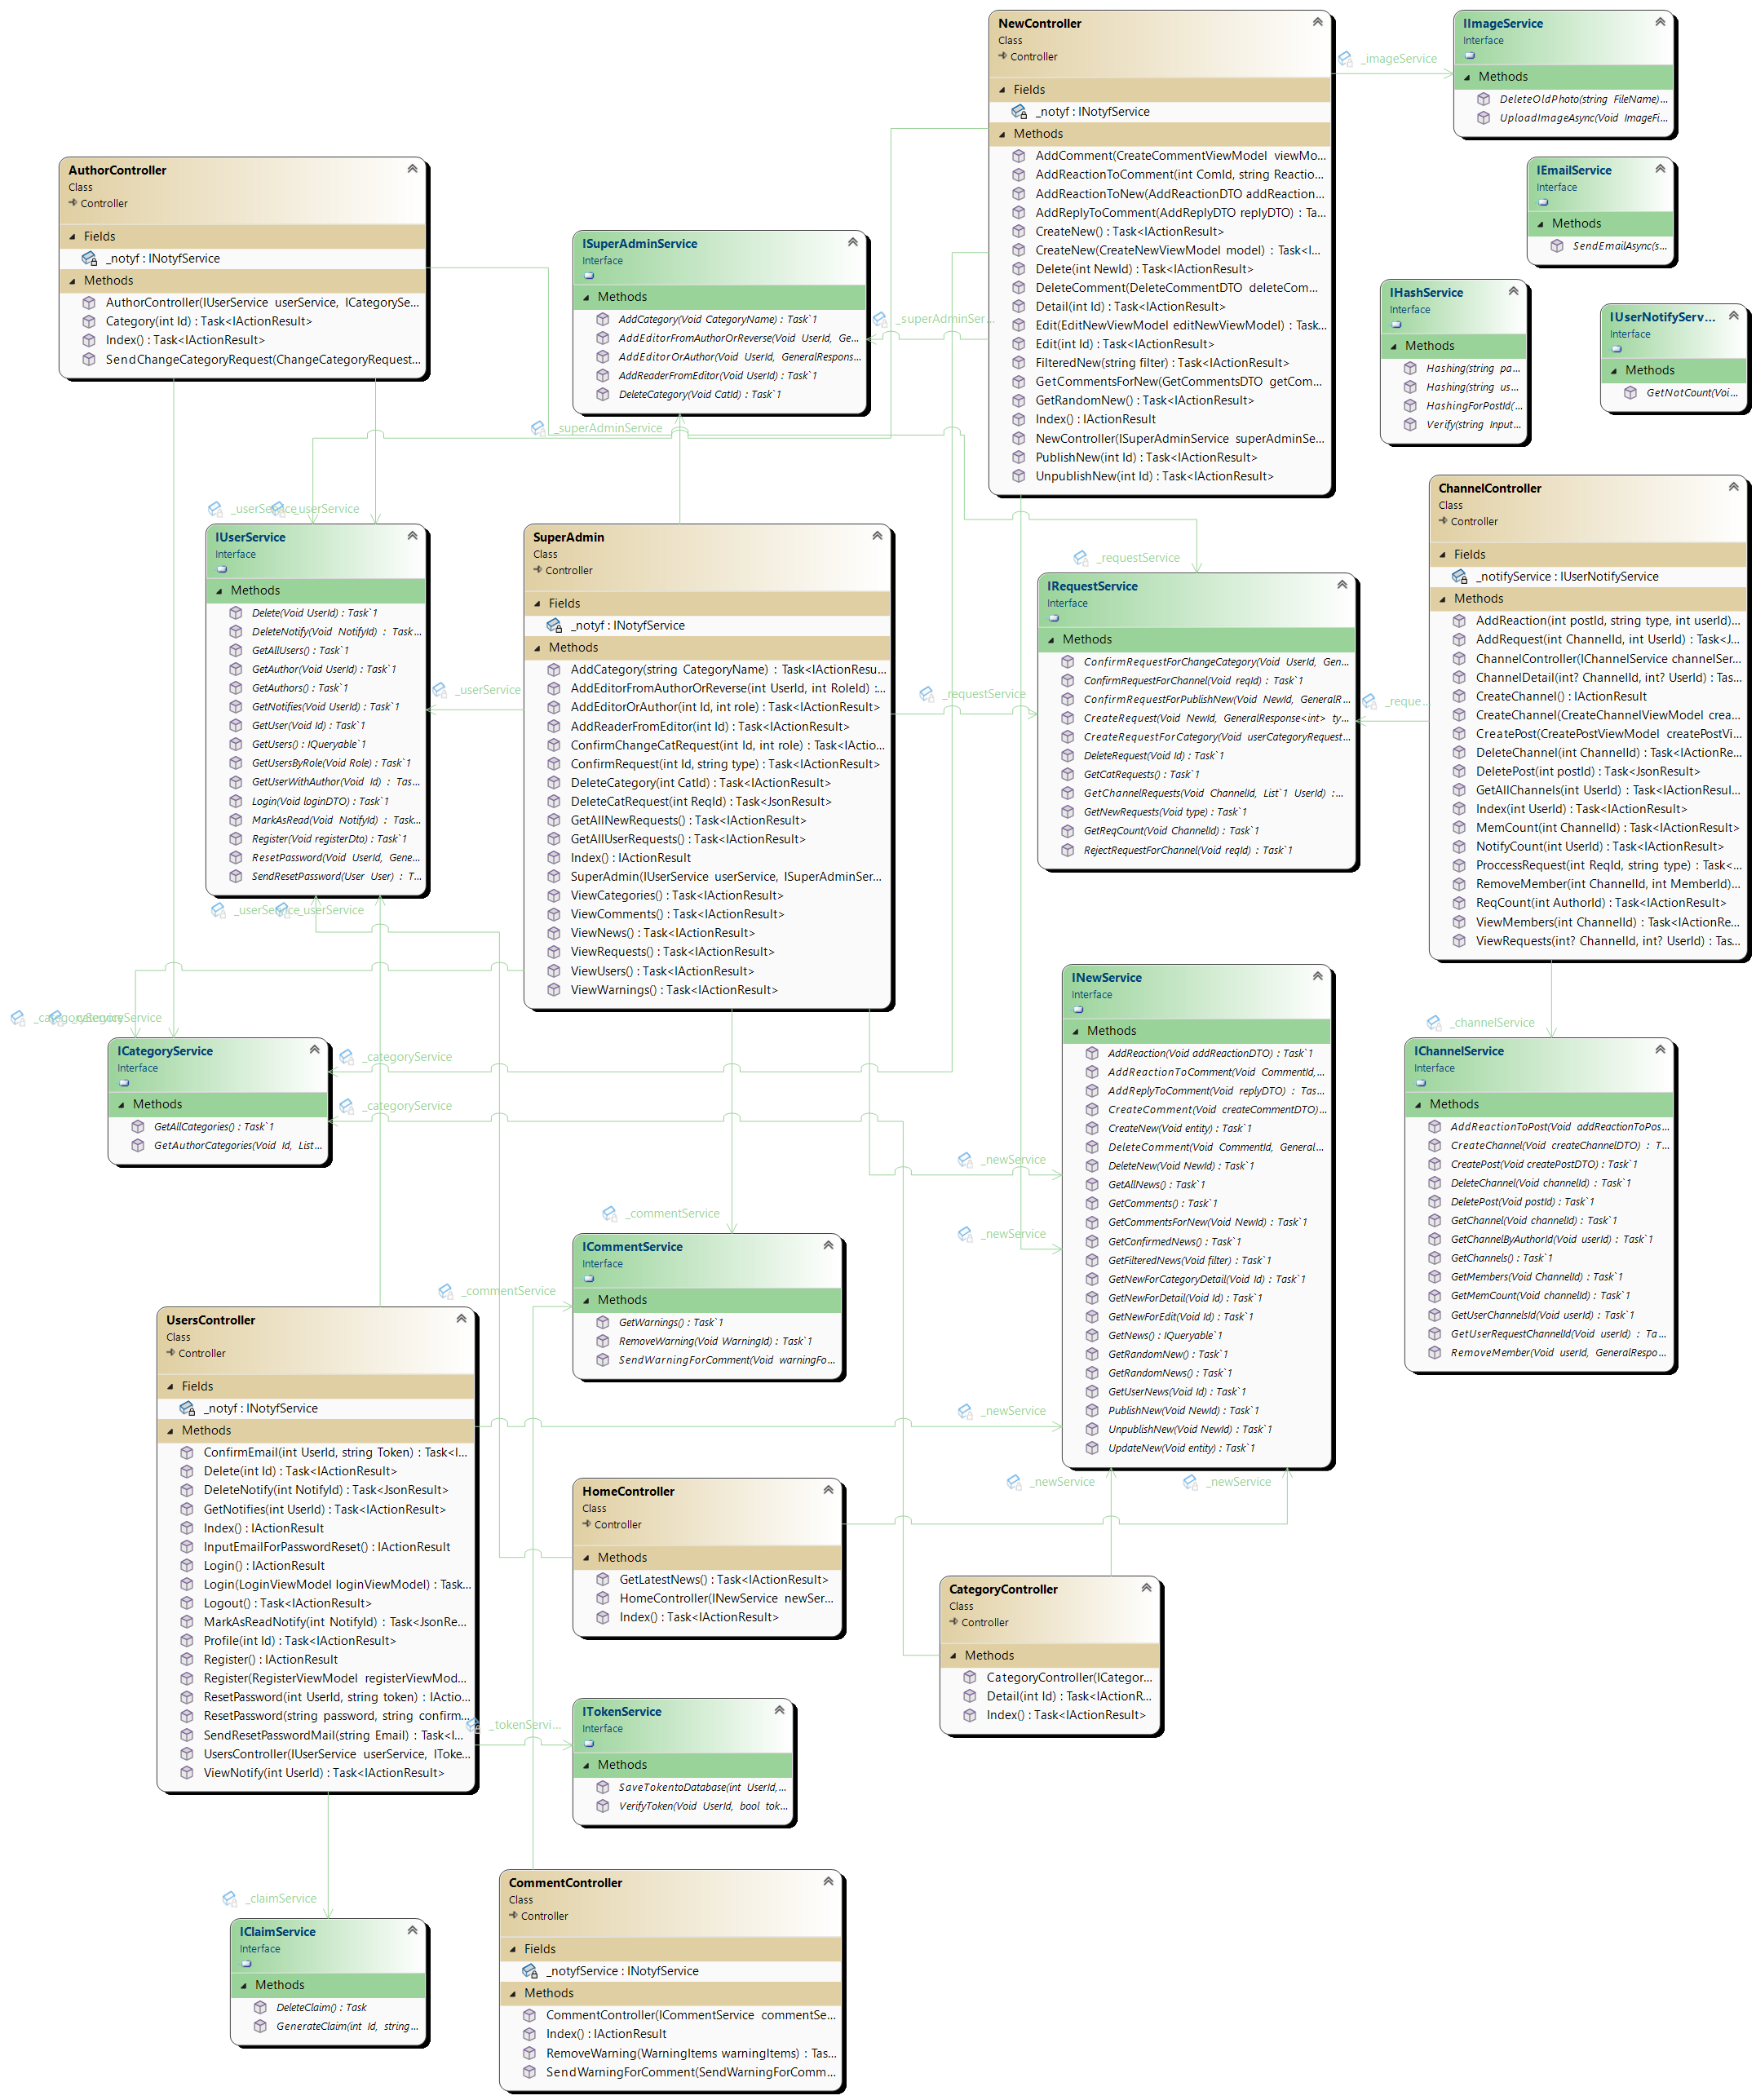 NewController
Class
Controller
Fields
_notyf : INotyfService
Methods
AddComment(CreateCommentViewModel viewMo...
AddReactionToComment(int ComId, string Reactio...
AddReactionToNew(AddReactionDTO addReaction...
AddReplyToComment(AddReplyDTO replyDTO) : Ta...
CreateNew() : Task<IActionResult>
CreateNew(CreateNewViewModel model) : Task<I...
Delete(int NewId) : Task<IActionResult>
DeleteComment(DeleteCommentDTO deleteCom...
Detail(int Id) : Task<IActionResult>
Edit(EditNewViewModel editNewViewModel) : Task...
Edit(int Id) : Task<IActionResult>
FilteredNew(string filter) : Task<IActionResult>
GetCommentsForNew(GetCommentsDTO getCom...
GetRandomNew() : Task<IActionResult>
Index() : IActionResult
NewController(ISuperAdminService superAdminSe...
PublishNew(int Id) : Task<IActionResult>
UnpublishNew(int Id) : Task<IActionResult>
_imageService
IImageService
Interface
Methods
DeleteOldPhoto(string FileName)...
UploadImageAsync(Void ImageFi...
IEmailService
Interface
Methods
SendEmailAsync(s...
IHashService
Interface
Methods
Hashing(string pa...
Hashing(string us...
HashingForPostId(...
Verify(string Input...
IUserNotifyServ...
Interface
Methods
GetNotCount(Voi...
AuthorController
Class
Controller
Fields
_notyf : INotyfService
Methods
AuthorController(IUserService userService, ICategorySe...
Category(int Id) : Task<IActionResult>
Index() : Task<IActionResult>
SendChangeCategoryRequest(ChangeCategoryRequest...
ISuperAdminService
Interface
Methods
AddCategory(Void CategoryName) : Task`1
AddEditorFromAuthorOrReverse(Void UserId, Ge...
AddEditorOrAuthor(Void UserId, GeneralRespons...
AddReaderFromEditor(Void UserId) : Task`1
DeleteCategory(Void CatId) : Task`1
_superAdminSer...
_superAdminService
_userService
_userService
IUserService
Interface
Methods
Delete(Void UserId) : Task`1
DeleteNotify(Void NotifyId) : Task...
GetAllUsers() : Task`1
GetAuthor(Void UserId) : Task`1
GetAuthors() : Task`1
GetNotifies(Void UserId) : Task`1
GetUser(Void Id) : Task`1
GetUsers() : IQueryable`1
GetUsersByRole(Void Role) : Task`1
GetUserWithAuthor(Void Id) : Tas...
Login(Void loginDTO) : Task`1
MarkAsRead(Void NotifyId) : Task...
Register(Void registerDto) : Task`1
ResetPassword(Void UserId, Gene...
SendResetPassword(User User) : T...
_userService
SuperAdmin
Class
Controller
Fields
_notyf : INotyfService
Methods
AddCategory(string CategoryName) : Task<IActionResu...
AddEditorFromAuthorOrReverse(int UserId, int RoleId) :...
AddEditorOrAuthor(int Id, int role) : Task<IActionResult>
AddReaderFromEditor(int Id) : Task<IActionResult>
ConfirmChangeCatRequest(int Id, int role) : Task<IActio...
ConfirmRequest(int Id, string type) : Task<IActionResult>
DeleteCategory(int CatId) : Task<IActionResult>
DeleteCatRequest(int ReqId) : Task<JsonResult>
GetAllNewRequests() : Task<IActionResult>
GetAllUserRequests() : Task<IActionResult>
Index() : IActionResult
SuperAdmin(IUserService userService, ISuperAdminSer...
ViewCategories() : Task<IActionResult>
ViewComments() : Task<IActionResult>
ViewNews() : Task<IActionResult>
ViewRequests() : Task<IActionResult>
ViewUsers() : Task<IActionResult>
ViewWarnings() : Task<IActionResult>
_requestService
_requestService
IRequestService
Interface
Methods
ConfirmRequestForChangeCategory(Void UserId, Gen...
ConfirmRequestForChannel(Void reqId) : Task`1
ConfirmRequestForPublishNew(Void NewId, GeneralR...
CreateRequest(Void NewId, GeneralResponse<int> ty...
CreateRequestForCategory(Void userCategoryRequest...
DeleteRequest(Void Id) : Task`1
GetCatRequests() : Task`1
GetChannelRequests(Void ChannelId, List`1 UserId) :...
GetNewRequests(Void type) : Task`1
GetReqCount(Void ChannelId) : Task`1
RejectRequestForChannel(Void reqId) : Task`1
_reque...
ChannelController
Class
Controller
Fields
_notifyService : IUserNotifyService
Methods
AddReaction(int postId, string type, int userId)...
AddRequest(int ChannelId, int UserId) : Task<J...
ChannelController(IChannelService channelSer...
ChannelDetail(int? ChannelId, int? UserId) : Tas...
CreateChannel() : IActionResult
CreateChannel(CreateChannelViewModel crea...
CreatePost(CreatePostViewModel createPostVi...
DeleteChannel(int ChannelId) : Task<IActionRe...
DeletePost(int postId) : Task<JsonResult>
GetAllChannels(int UserId) : Task<IActionResul...
Index(int UserId) : Task<IActionResult>
MemCount(int ChannelId) : Task<IActionResult>
NotifyCount(int UserId) : Task<IActionResult>
ProccessRequest(int ReqId, string type) : Task<...
RemoveMember(int ChannelId, int MemberId)...
ReqCount(int AuthorId) : Task<IActionResult>
ViewMembers(int ChannelId) : Task<IActionRe...
ViewRequests(int? ChannelId, int? UserId) : Tas...
_channelService
IChannelService
Interface
Methods
AddReactionToPost(Void addReactionToPos...
CreateChannel(Void createChannelDTO) : T...
CreatePost(Void createPostDTO) : Task`1
DeleteChannel(Void channelId) : Task`1
DeletePost(Void postId) : Task`1
GetChannel(Void channelId) : Task`1
GetChannelByAuthorId(Void userId) : Task`1
GetChannels() : Task`1
GetMembers(Void ChannelId) : Task`1
GetMemCount(Void channelId) : Task`1
GetUserChannelsId(Void userId) : Task`1
GetUserRequestChannelId(Void userId) : Ta...
RemoveMember(Void userId, GeneralRespo...
_userService
_userService
_categoryService
_categoryService
ICategoryService
Interface
Methods
GetAllCategories() : Task`1
GetAuthorCategories(Void Id, List...
_categoryService
_categoryService
INewService
Interface
Methods
AddReaction(Void addReactionDTO) : Task`1
AddReactionToComment(Void CommentId,...
AddReplyToComment(Void replyDTO) : Tas...
CreateComment(Void createCommentDTO)...
CreateNew(Void entity) : Task`1
DeleteComment(Void CommentId, General...
DeleteNew(Void NewId) : Task`1
GetAllNews() : Task`1
GetComments() : Task`1
GetCommentsForNew(Void NewId) : Task`1
GetConfirmedNews() : Task`1
GetFilteredNews(Void filter) : Task`1
GetNewForCategoryDetail(Void Id) : Task`1
GetNewForDetail(Void Id) : Task`1
GetNewForEdit(Void Id) : Task`1
GetNews() : IQueryable`1
GetRandomNew() : Task`1
GetRandomNews() : Task`1
GetUserNews(Void Id) : Task`1
PublishNew(Void NewId) : Task`1
UnpublishNew(Void NewId) : Task`1
UpdateNew(Void entity) : Task`1
_newService
_newService
_newService
_newService
_newService
_commentService
ICommentService
Interface
Methods
GetWarnings() : Task`1
RemoveWarning(Void WarningId) : Task`1
SendWarningForComment(Void warningFo...
_commentService
UsersController
Class
Controller
Fields
_notyf : INotyfService
Methods
ConfirmEmail(int UserId, string Token) : Task<I...
Delete(int Id) : Task<IActionResult>
DeleteNotify(int NotifyId) : Task<JsonResult>
GetNotifies(int UserId) : Task<IActionResult>
Index() : IActionResult
InputEmailForPasswordReset() : IActionResult
Login() : IActionResult
Login(LoginViewModel loginViewModel) : Task...
Logout() : Task<IActionResult>
MarkAsReadNotify(int NotifyId) : Task<JsonRe...
Profile(int Id) : Task<IActionResult>
Register() : IActionResult
Register(RegisterViewModel registerViewMod...
ResetPassword(int UserId, string token) : IActio...
ResetPassword(string password, string confirm...
SendResetPasswordMail(string Email) : Task<I...
UsersController(IUserService userService, IToke...
ViewNotify(int UserId) : Task<IActionResult>
HomeController
Class
Controller
Methods
GetLatestNews() : Task<IActionResult>
HomeController(INewService newSer...
Index() : Task<IActionResult>
CategoryController
Class
Controller
Methods
CategoryController(ICategor...
Detail(int Id) : Task<IActionR...
Index() : Task<IActionResult>
_tokenServi...
ITokenService
Interface
Methods
SaveTokentoDatabase(int UserId,...
VerifyToken(Void UserId, bool tok...
_claimService
IClaimService
Interface
Methods
DeleteClaim() : Task
GenerateClaim(int Id, string...
CommentController
Class
Controller
Fields
_notyfService : INotyfService
Methods
CommentController(ICommentService commentSe...
Index() : IActionResult
RemoveWarning(WarningItems warningItems) : Tas...
SendWarningForComment(SendWarningForComm...